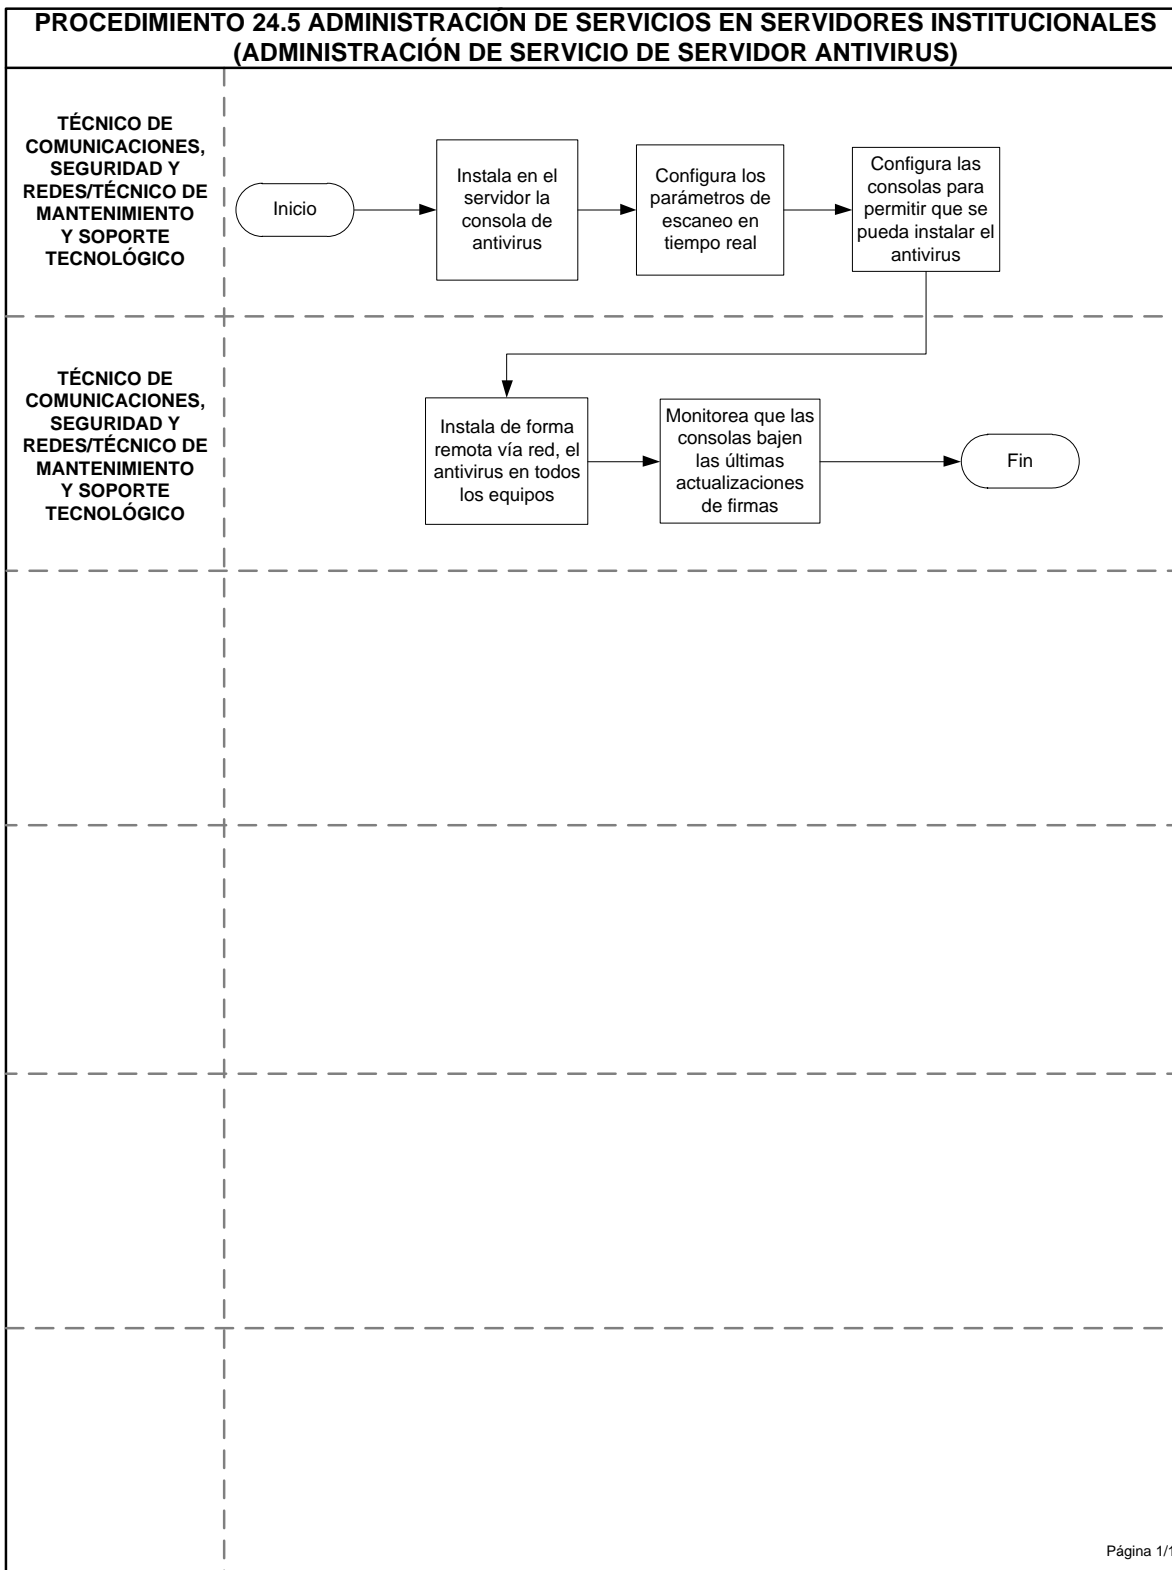 PROCEDIMIENTO 24.5 ADMINISTRACIÓN DE SERVICIOS EN SERVIDORES INSTITUCIONALES
(ADMINISTRACIÓN DE SERVICIO DE SERVIDOR ANTIVIRUS)
TÉCNICO DE
COMUNICACIONES,
SEGURIDAD Y
REDES/TÉCNICO DE
MANTENIMIENTO
Y SOPORTE
TECNOLÓGICO
Inicio
Instala en el
servidor la
consola de
antivirus
Configura los
parámetros de
escaneo en
tiempo real
Configura las
consolas para
permitir que se
pueda instalar el
antivirus
TÉCNICO DE
COMUNICACIONES,
SEGURIDAD Y
REDES/TÉCNICO DE
MANTENIMIENTO
Y SOPORTE
TECNOLÓGICO
Instala de forma
remota vía red, el
antivirus en todos
los equipos
Monitorea que las
consolas bajen
las últimas
actualizaciones
de firmas
Fin
Página 1/1